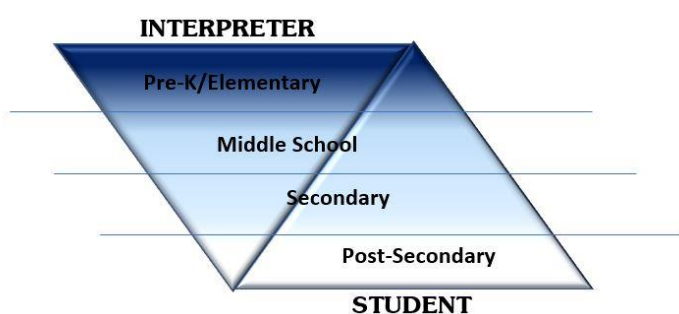 INTERPRETER
Pre-K/Elementary
Middle School
Secondary
Post-Secondary
STUDENT